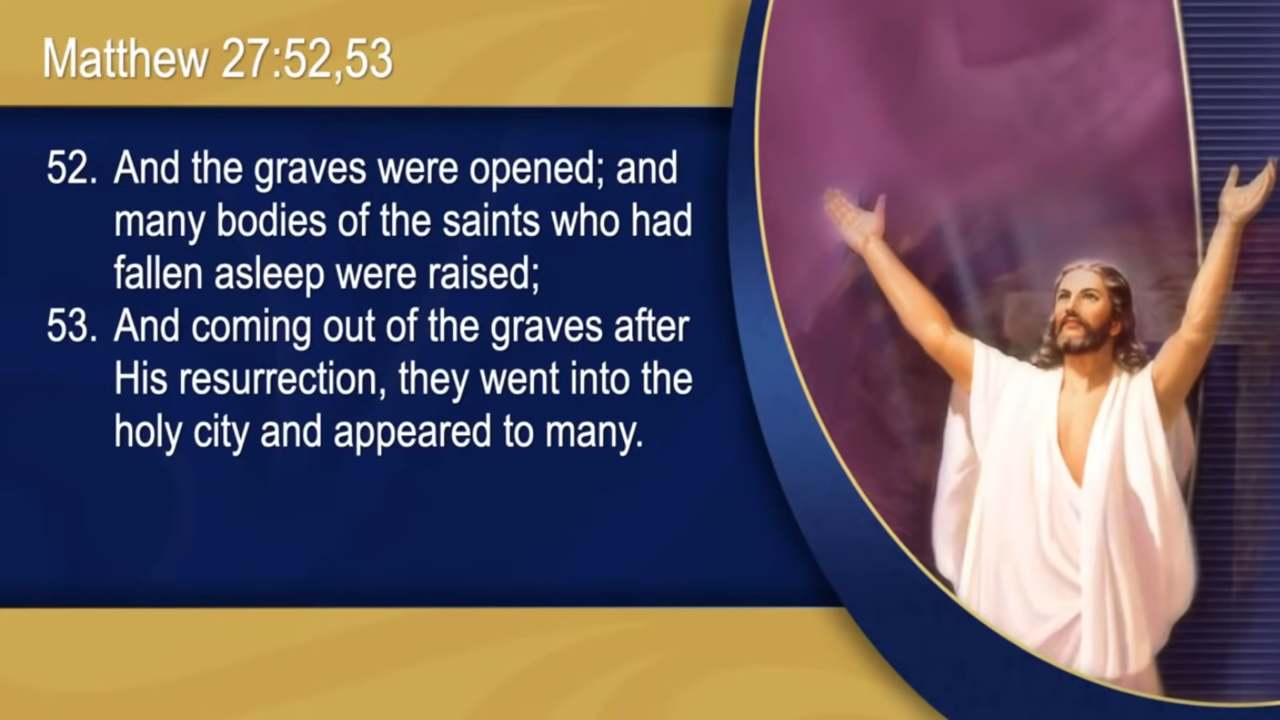 Matthew 27:52,53
52. And the graves were opened; and
many bodies of the saints who had
fallen asleep were raised;
53. And coming out of the graves after
His resurrection, they went into the
holy city and appeared to many.